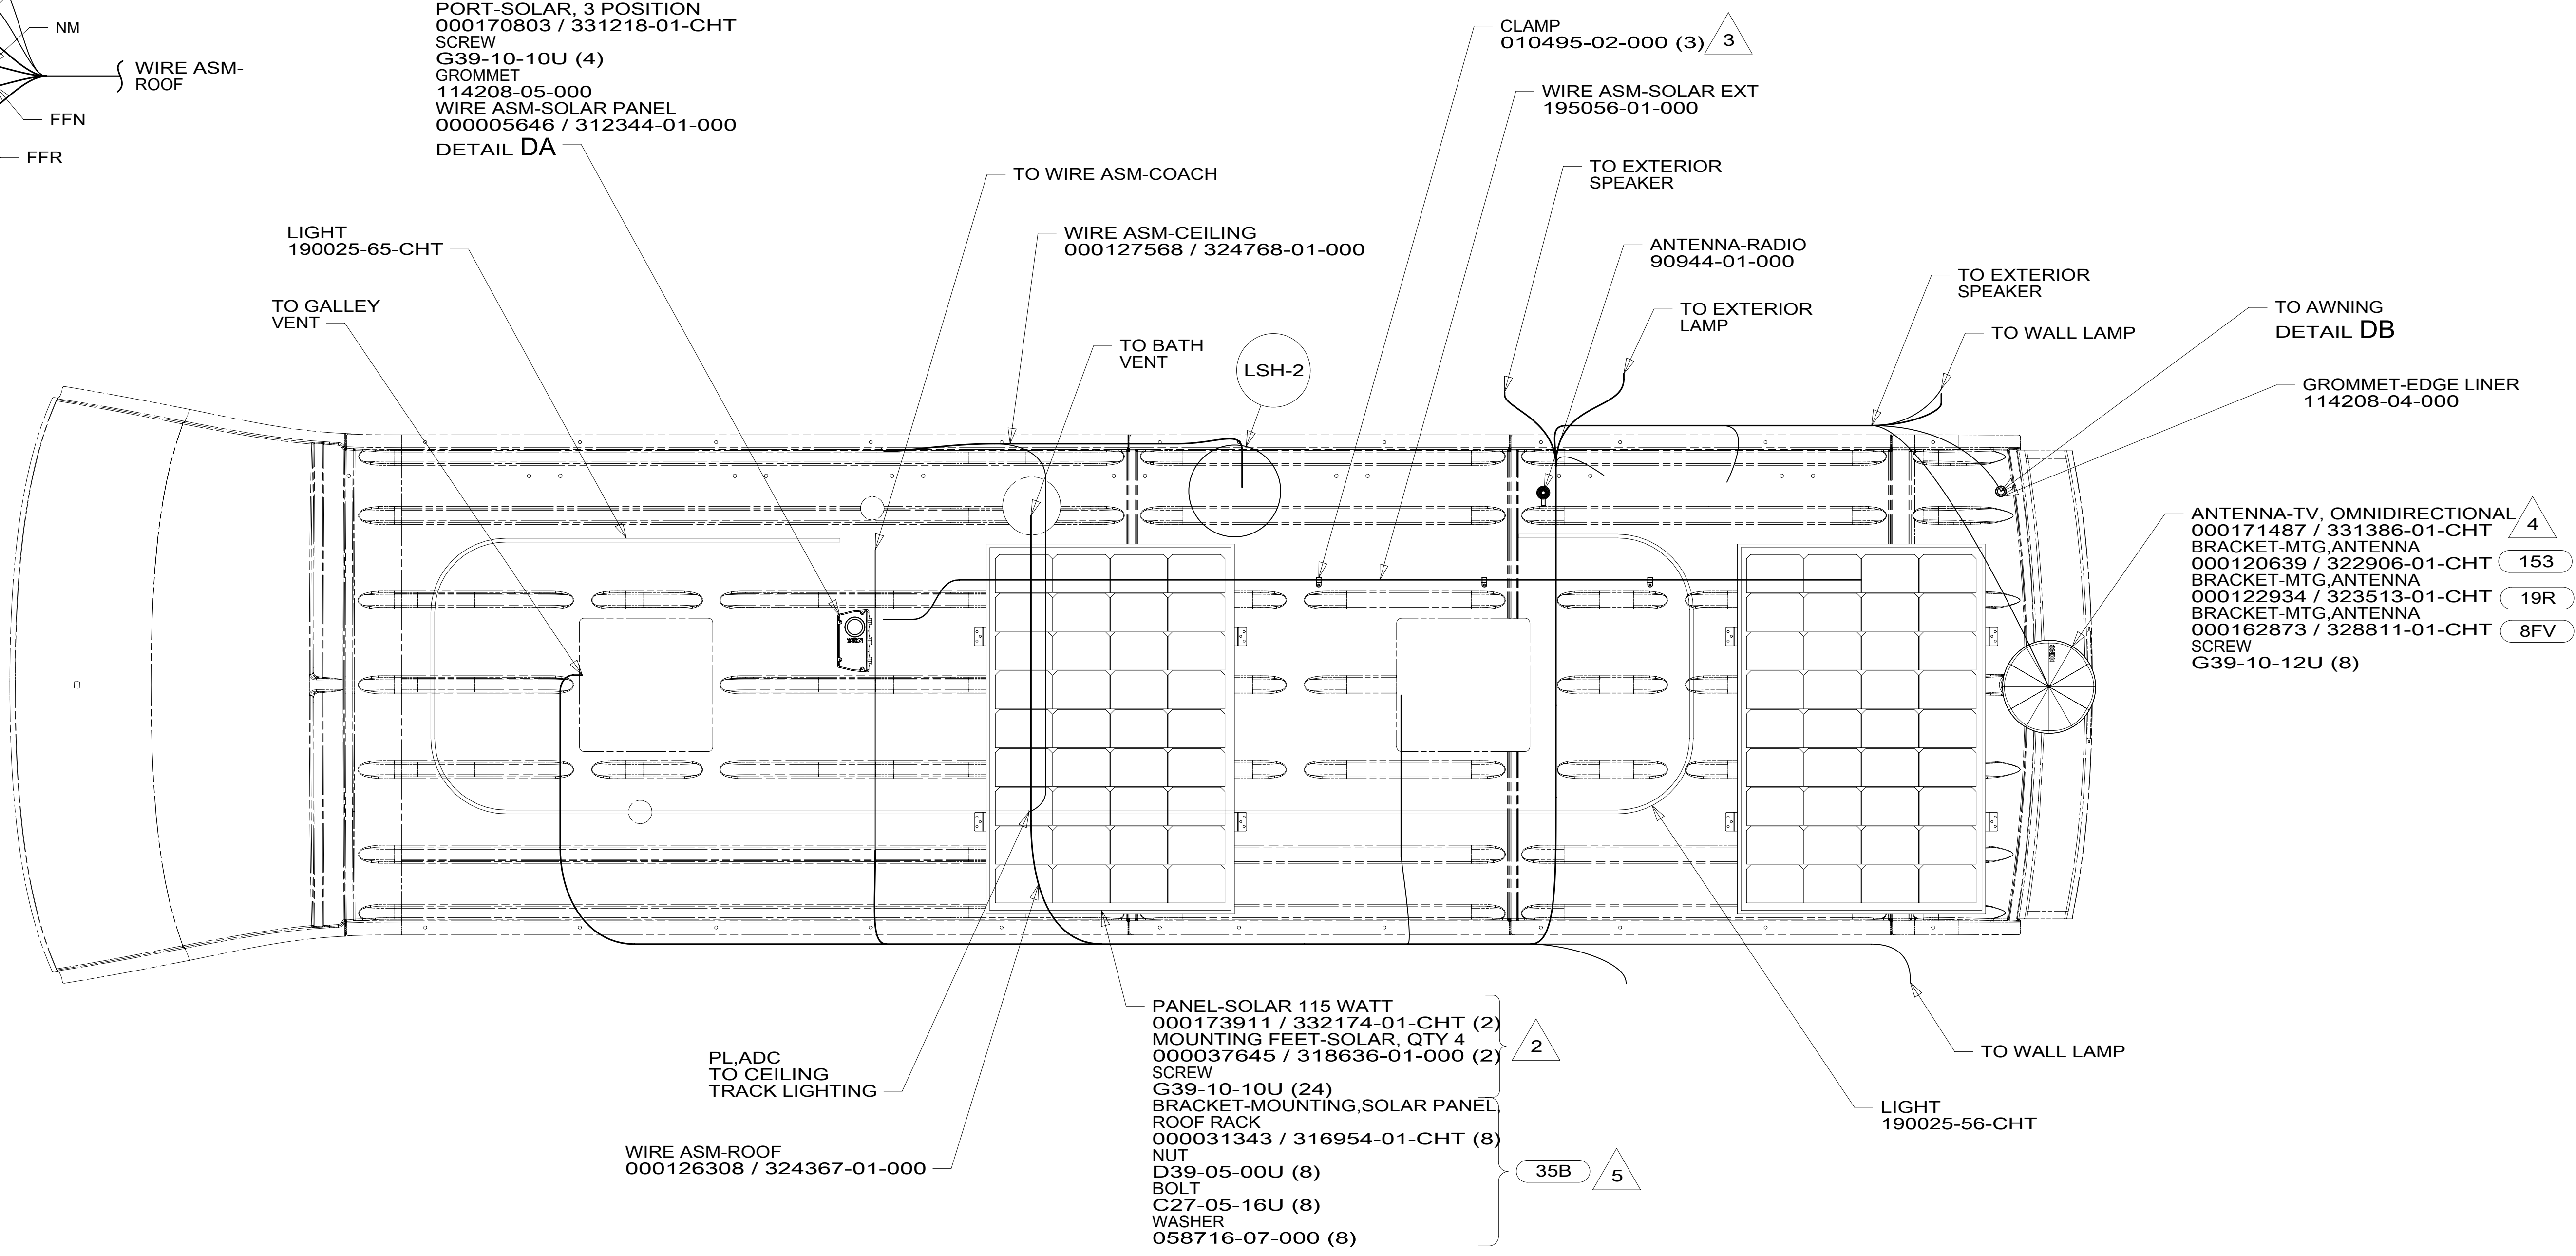 NM
WIRE ASM-
ROOF
FFN
FFR
PORT-SOLAR, 3 POSITION
000170803 / 331218-01-CHT
SCREW
G39-10-10U (4)
GROMMET
114208-05-000
WIRE ASM-SOLAR PANEL
000005646 / 312344-01-000
DETAIL DA
CLAMP
010495-02-000 (3)
3
WIRE ASM-SOLAR EXT
195056-01-000
TO WIRE ASM-COACH
TO EXTERIOR
SPEAKER
LIGHT
190025-65-CHT
WIRE ASM-CEILING
000127568 / 324768-01-000
ANTENNA-RADIO
90944-01-000
TO EXTERIOR
SPEAKER
TO GALLEY
VENT
TO EXTERIOR
LAMP
TO AWNING
DETAIL DB
TO BATH
VENT
LSH-2
TO WALL LAMP
GROMMET-EDGE LINER
114208-04-000
ANTENNA-TV, OMNIDIRECTIONAL
000171487 / 331386-01-CHT
4
BRACKET-MTG,ANTENNA
000120639 / 322906-01-CHT
153
BRACKET-MTG,ANTENNA
000122934 / 323513-01-CHT
19R
BRACKET-MTG,ANTENNA
000162873 / 328811-01-CHT
8FV
SCREW
G39-10-12U (8)
PANEL-SOLAR 115 WATT
000173911 / 332174-01-CHT (2)
MOUNTING FEET-SOLAR, QTY 4
000037645 / 318636-01-000 (2)
2
SCREW
G39-10-10U (24)
BRACKET-MOUNTING,SOLAR PANEL,
ROOF RACK
000031343 / 316954-01-CHT (8)
NUT
D39-05-00U (8)
35B
5
BOLT
C27-05-16U (8)
WASHER
058716-07-000 (8)
PL,ADC
TO CEILING
TRACK LIGHTING
WIRE ASM-ROOF
000126308 / 324367-01-000
TO WALL LAMP
LIGHT
190025-56-CHT